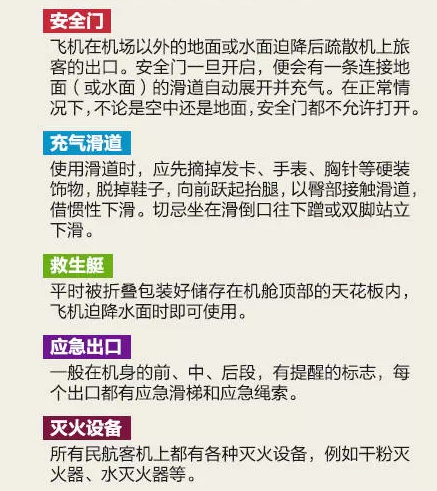 安全门
飞机在机场以外的地面或水面迫降后疏散机上旅
客的出口。安全门一旦开启，便会有一条连接地
面（或水面）的滑道自动展开并充气。在正常情
况下，不论是空中还是地面，安全门都不允许打开。
充气滑道
使用滑道时，应先摘掉发卡、手表、胸针等硬装
饰物，脱掉鞋子，向前跃起抬腿，以臀部接触滑道，
借惯性下滑。切忌坐在滑倒口往下蹭或双脚站立
下滑。
救生艇
平时被折叠包装好储存在机舱顶部的天花板内，
飞机迫降水面时即可使用。
应急出口
一般在机身的前、中、后段，有提醒的标志，每
个出口都有应急滑梯和应急绳索。
灭火设备
所有民航客机上都有各种灭火设备，例如干粉灭
火器、水灭火器等。